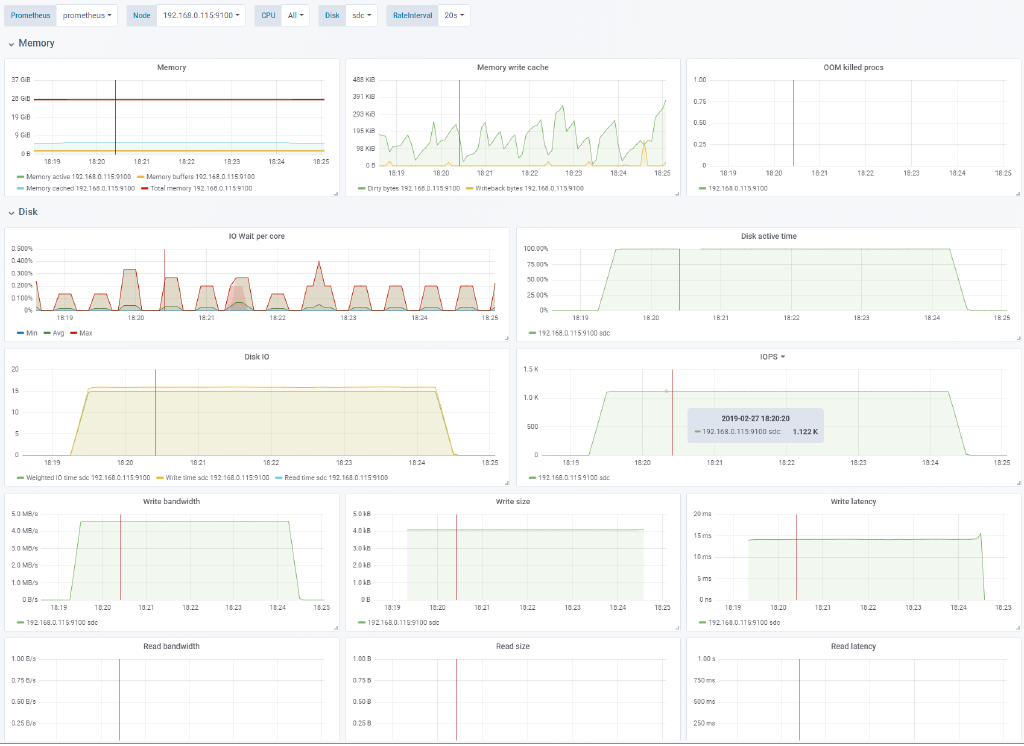 Prometheus prometheus Node 192.168.0.115:9100 CPU All Disk sdc RateInterval 20s
Memory
Memory
37 GiB
28 GiB
19 GiB
9 GiB
0 B
18:19 18:20 18:21 18:22 18:23 18:24 18:25
Memory active 192.168.0.115:9100 Memory buffers 192.168.0.115:9100
Memory cached 192.168.0.115:9100 Total memory 192.168.0.115:9100
Memory write cache
488 KiB
391 KiB
293 KiB
195 KiB
98 KiB
0 B
18:19 18:20 18:21 18:22 18:23 18:24 18:25
Dirty bytes 192.168.0.115:9100 Writeback bytes 192.168.0.115:9100
OOM killed procs
1.00
0.75
0.50
0.25
0
18:19 18:20 18:21 18:22 18:23 18:24 18:25
192.168.0.115:9100
Disk
IO Wait per core
0.500%
0.400%
0.300%
0.200%
0.100%
0%
18:19 18:20 18:21 18:22 18:23 18:24 18:25
Min Avg Max
Disk active time
100.00%
75.00%
50.00%
25.00%
0%
18:19 18:20 18:21 18:22 18:23 18:24 18:25
192.168.0.115:9100 sdc
Disk IO
20
15
10
5
0
18:19 18:20 18:21 18:22 18:23 18:24 18:25
Weighted IO time sdc 192.168.0.115:9100 Write time sdc 192.168.0.115:9100 Read time sdc 192.168.0.115:9100
IOPS
1.5 K
1.0 K
500
0
2019-02-27 18:20:20
192.168.0.115:9100 sdc: 1.122 K
18:19 18:20 18:21 18:22 18:23 18:24 18:25
192.168.0.115:9100 sdc
Write bandwidth
5.0 MB/s
4.0 MB/s
3.0 MB/s
2.0 MB/s
1.0 MB/s
0 B/s
18:19 18:20 18:21 18:22 18:23 18:24 18:25
192.168.0.115:9100 sdc
Write size
5.0 kB
4.0 kB
3.0 kB
2.0 kB
1.0 kB
0 B
18:19 18:20 18:21 18:22 18:23 18:24 18:25
192.168.0.115:9100 sdc
Write latency
20 ms
15 ms
10 ms
5 ms
0 ns
18:19 18:20 18:21 18:22 18:23 18:24 18:25
192.168.0.115:9100 sdc
Read bandwidth
1.00 B/s
0.75 B/s
0.50 B/s
0.25 B/s
Read size
1.00 B
0.75 B
0.50 B
0.25 B
Read latency
1.00 s
750 ms
500 ms
250 ms